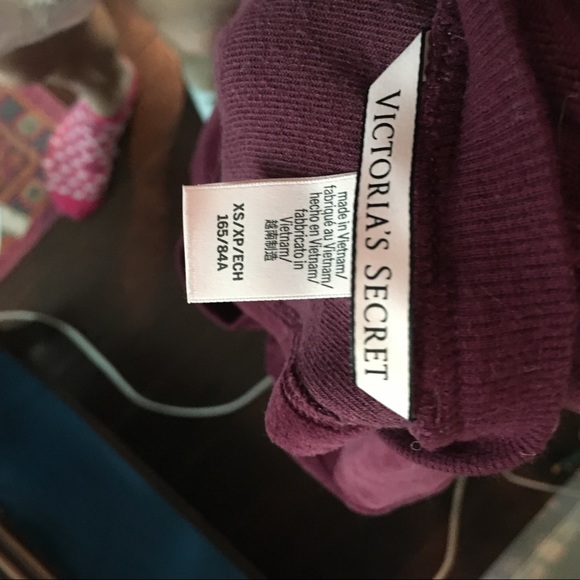 VICTORIA'S SECRET
made in Vietnam/
fabriqué au Vietnam/
hecho en Vietnam/
fabbricato in
Vietnam/
越南制造
XS/XP/ECH
165/84A